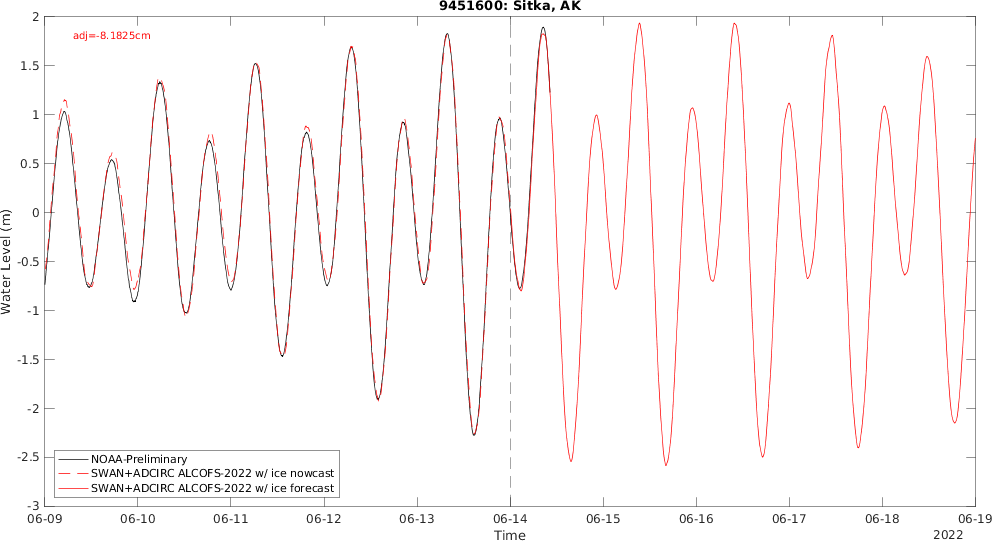 9451600: Sitka, AK
adj=-8.1825cm
2
1.5
1
0.5
0
-0.5
-1
-1.5
-2
-2.5
-3
Water Level (m)
NOAA-Preliminary
SWAN+ADCIRC ALCOFS-2022 w/ ice nowcast
SWAN+ADCIRC ALCOFS-2022 w/ ice forecast
06-09 06-10 06-11 06-12 06-13 06-14 06-15 06-16 06-17 06-18 06-19
Time
2022